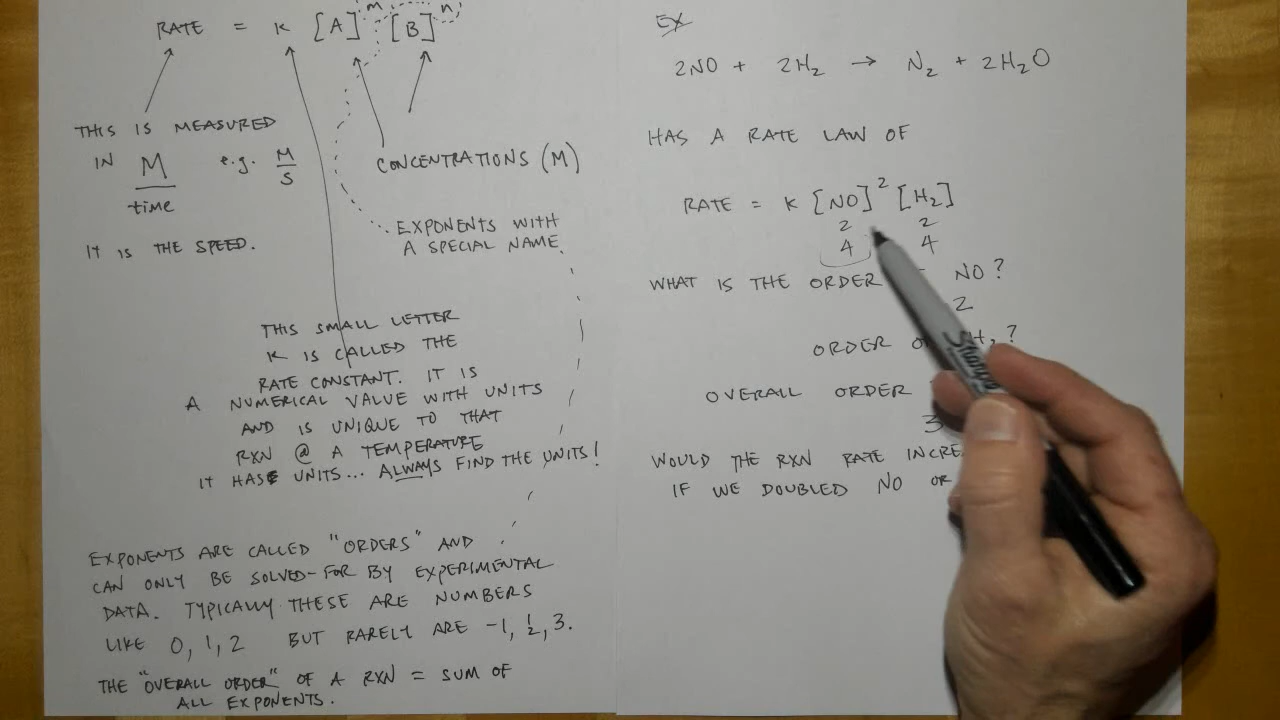 RATE = K [A]^m [B]^n
THIS IS MEASURED
IN M/time e.g. M/S
IT IS THE SPEED.
CONCENTRATIONS (M)
EXPONENTS WITH
A SPECIAL NAME.
THIS SMALL LETTER
K IS CALLED THE
RATE CONSTANT. IT IS
A NUMERICAL VALUE WITH UNITS
AND IS UNIQUE TO THAT
RXN @ A TEMPERATURE
IT HAS UNITS... ALWAYS FIND THE UNITS!
EXPONENTS ARE CALLED "ORDERS" AND
CAN ONLY BE SOLVED-FOR BY EXPERIMENTAL
DATA. TYPICALLY THESE ARE NUMBERS
LIKE 0, 1, 2 BUT RARELY ARE -1, 1/2, 3.
THE "OVERALL ORDER" OF A RXN = SUM OF
ALL EXPONENTS.
EX
2NO + 2H₂ → N₂ + 2H₂O
HAS A RATE LAW OF
RATE = K [NO]² [H₂]
2 2
4 4
WHAT IS THE ORDER NO?
2
ORDER H₂?
OVERALL ORDER
3
WOULD THE RXN RATE
IF WE DOUBLED NO OR
Sharpie